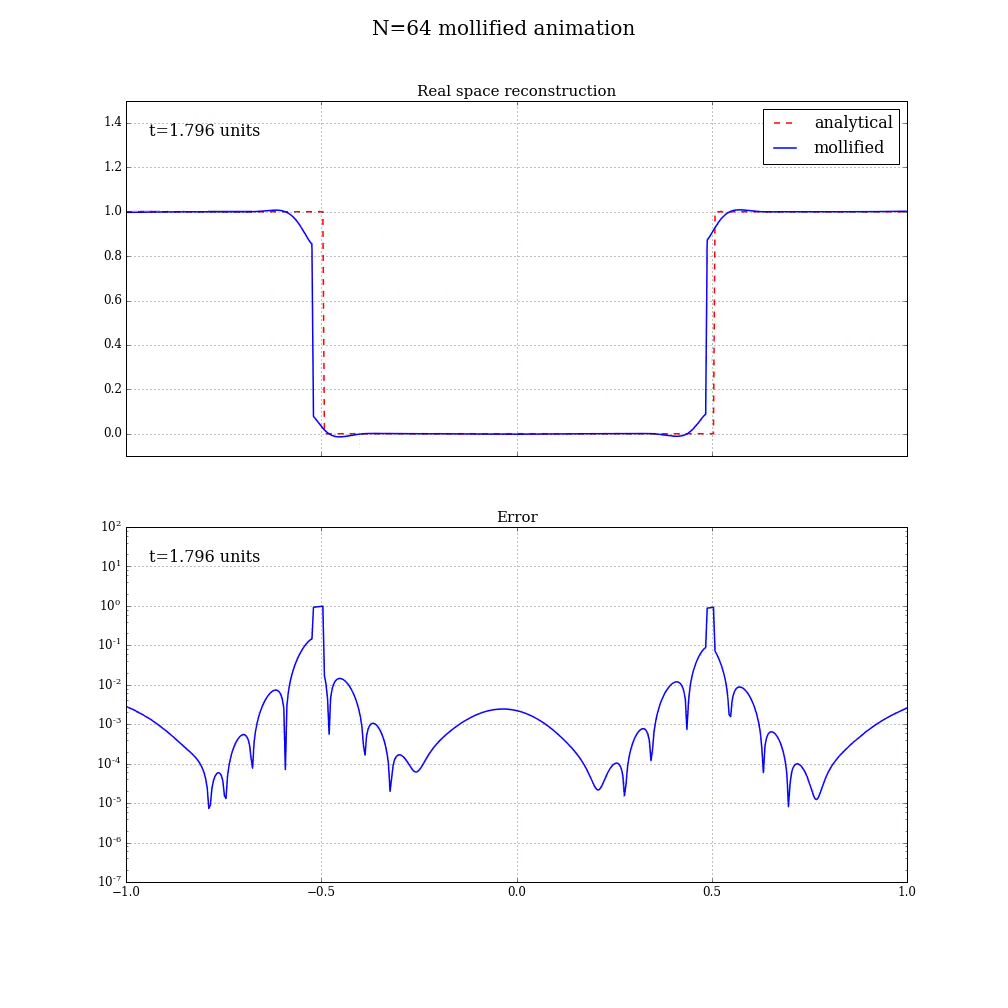 N=64 mollified animation
Real space reconstruction
t=1.796 units
analytical
mollified
1.4
1.2
1.0
0.8
0.6
0.4
0.2
0.0
Error
t=1.796 units
10²
10¹
10⁰
10⁻¹
10⁻²
10⁻³
10⁻⁴
10⁻⁵
10⁻⁶
10⁻⁷
−1.0 −0.5 0.0 0.5 1.0